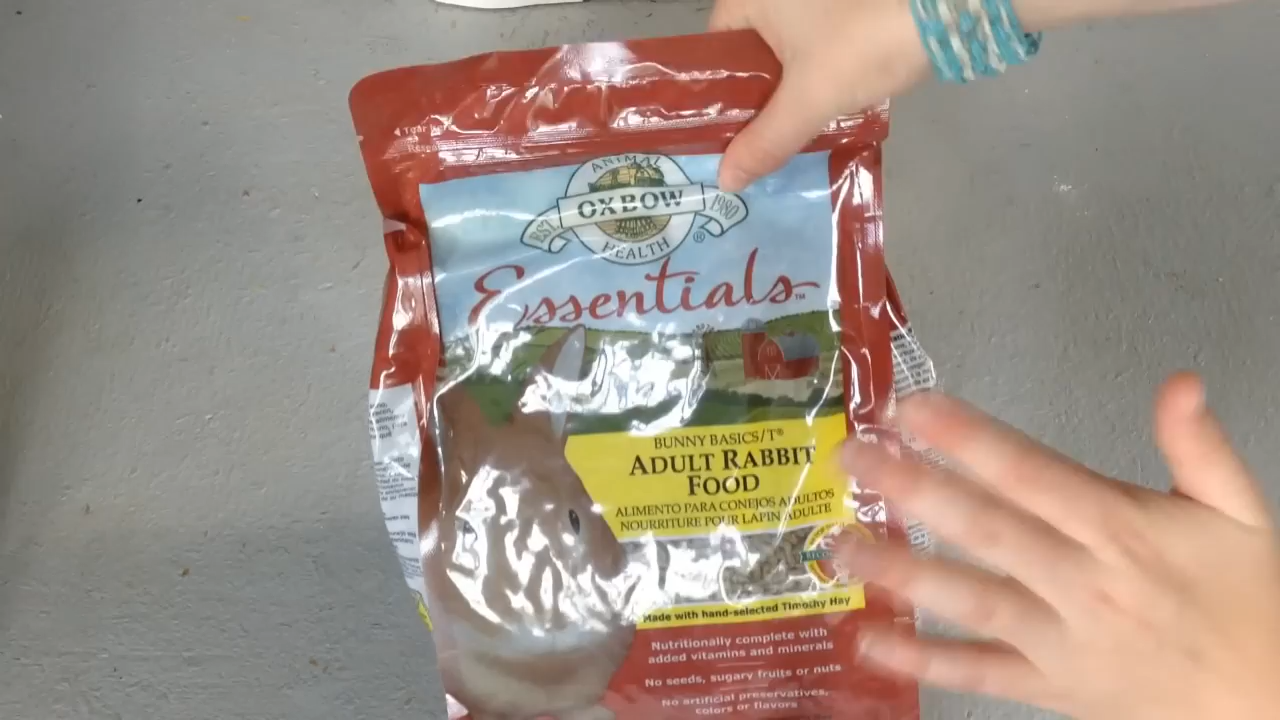 Tear
ANIMAL
OXBOW
EST. 1980
HEALTH ®
Essentials™
BUNNY BASICS/T®
ADULT RABBIT
FOOD
ALIMENTO PARA CONEJOS ADULTOS
NOURRITURE POUR LAPIN ADULTE
Made with hand-selected Timothy Hay
Nutritionally complete with
added vitamins and minerals
No seeds, sugary fruits or nuts
No artificial preservatives,
colors or flavors